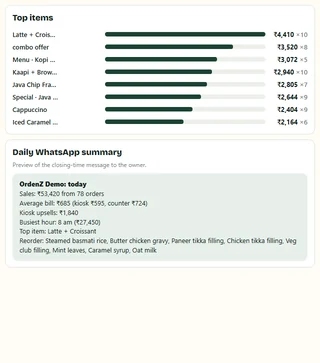 Top items
Latte + Crois... ₹4,410 ×10
combo offer ₹3,520 ×8
Menu · Kopi ... ₹3,072 ×5
Kaapi + Brow... ₹2,940 ×10
Java Chip Fra... ₹2,805 ×7
Special · Java ... ₹2,644 ×9
Cappuccino ₹2,404 ×9
Iced Caramel ... ₹2,164 ×6
Daily WhatsApp summary
Preview of the closing-time message to the owner.
OrdenZ Demo: today
Sales: ₹53,420 from 78 orders
Average bill: ₹685 (kiosk ₹595, counter ₹724)
Kiosk upsells: ₹1,840
Busiest hour: 8 am (₹27,450)
Top item: Latte + Croissant
Reorder: Steamed basmati rice, Butter chicken gravy, Paneer tikka filling, Chicken tikka filling, Veg
club filling, Mint leaves, Caramel syrup, Oat milk